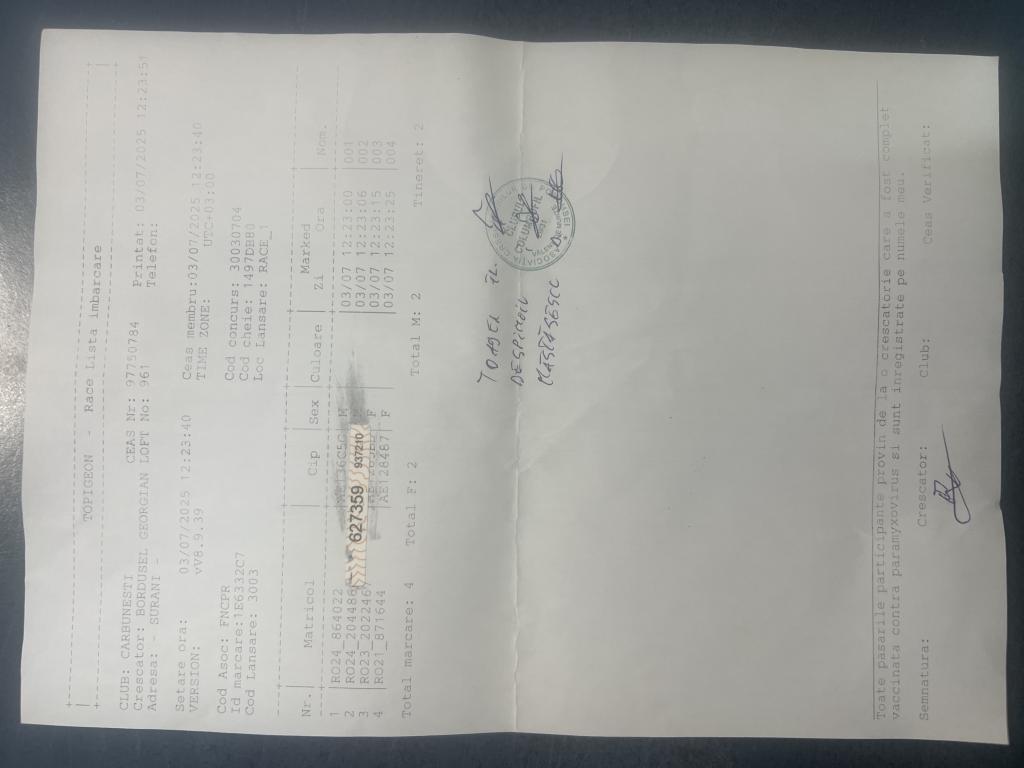 TOPIGEON - Race Lista imbarcare
CLUB: CARBUNESTI CEAS Nr: 97750784 Printat: 03/07/2025 12:23:51
Crescator: BORDUSEL GEORGIAN LOFT No: 961 Telefon:
Adresa: - SURANI -
Setare ora: 03/07/2025 12:23:40 Ceas membru:03/07/2025 12:23:40
VERSION: vV8.9.39 TIME ZONE: UTC+03:00
Cod Asoc: FNCPR Cod concurs: 30030704
Id marcare:1E6332C7 Cod cheie: 1497DB80
Cod Lansare: 3003 Loc Lansare: RACE_1
Marked
Nr. Matricol Cip Sex Culoare Zi Ora Nom.
1 RO24_864022 M 03/07 12:23:00 001
2 RO24_204486 03/07 12:23:06 002
3 RO23_202246 F 03/07 12:23:15 003
4 RO21_871644 AE128487 F 03/07 12:23:25 004
627359 937210
Total marcare: 4 Total F: 2 Total M: 2 Tineret: 2
Toate pasarile participante provin de la o crescatorie care a fost complet
vaccinata contra paramyxovirus si sunt inregistrate pe numele meu.
Semnatura: Crescator: Club: Ceas Verificat: